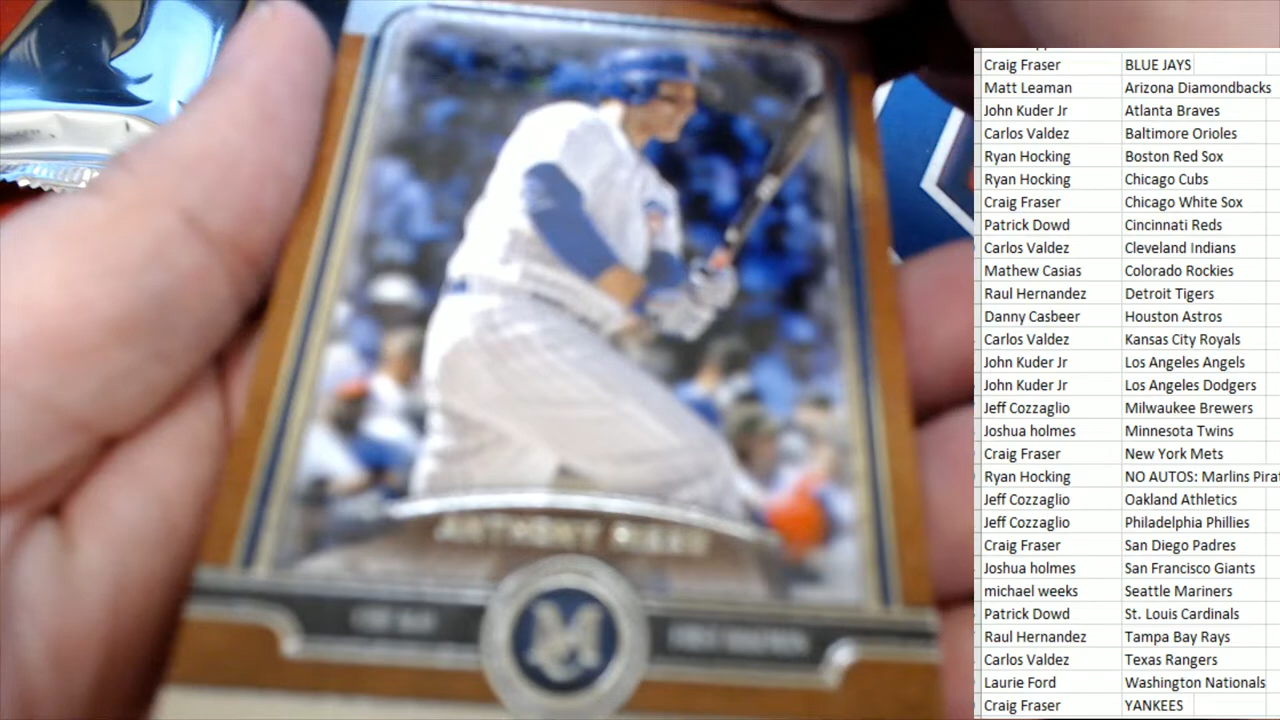 ANTHONY RIZZO
M
Craig Fraser BLUE JAYS
Matt Leaman Arizona Diamondbacks
John Kuder Jr Atlanta Braves
Carlos Valdez Baltimore Orioles
Ryan Hocking Boston Red Sox
Ryan Hocking Chicago Cubs
Craig Fraser Chicago White Sox
Patrick Dowd Cincinnati Reds
Carlos Valdez Cleveland Indians
Mathew Casias Colorado Rockies
Raul Hernandez Detroit Tigers
Danny Casbeer Houston Astros
Carlos Valdez Kansas City Royals
John Kuder Jr Los Angeles Angels
John Kuder Jr Los Angeles Dodgers
Jeff Cozzaglio Milwaukee Brewers
Joshua holmes Minnesota Twins
Craig Fraser New York Mets
Ryan Hocking NO AUTOS: Marlins Pira
Jeff Cozzaglio Oakland Athletics
Jeff Cozzaglio Philadelphia Phillies
Craig Fraser San Diego Padres
Joshua holmes San Francisco Giants
michael weeks Seattle Mariners
Patrick Dowd St. Louis Cardinals
Raul Hernandez Tampa Bay Rays
Carlos Valdez Texas Rangers
Laurie Ford Washington Nationals
Craig Fraser YANKEES